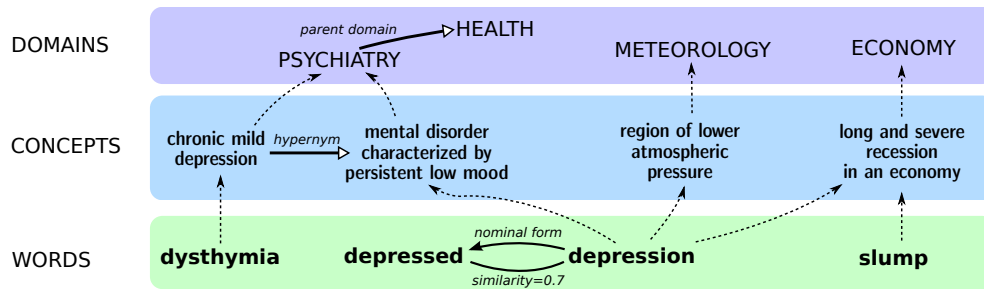 DOMAINS
parent domain
HEALTH
PSYCHIATRY
METEOROLOGY
ECONOMY
CONCEPTS
chronic mild
depression
hypernym
mental disorder
characterized by
persistent low mood
region of lower
atmospheric
pressure
long and severe
recession
in an economy
WORDS
dysthymia
depressed
nominal form
similarity=0.7
depression
slump